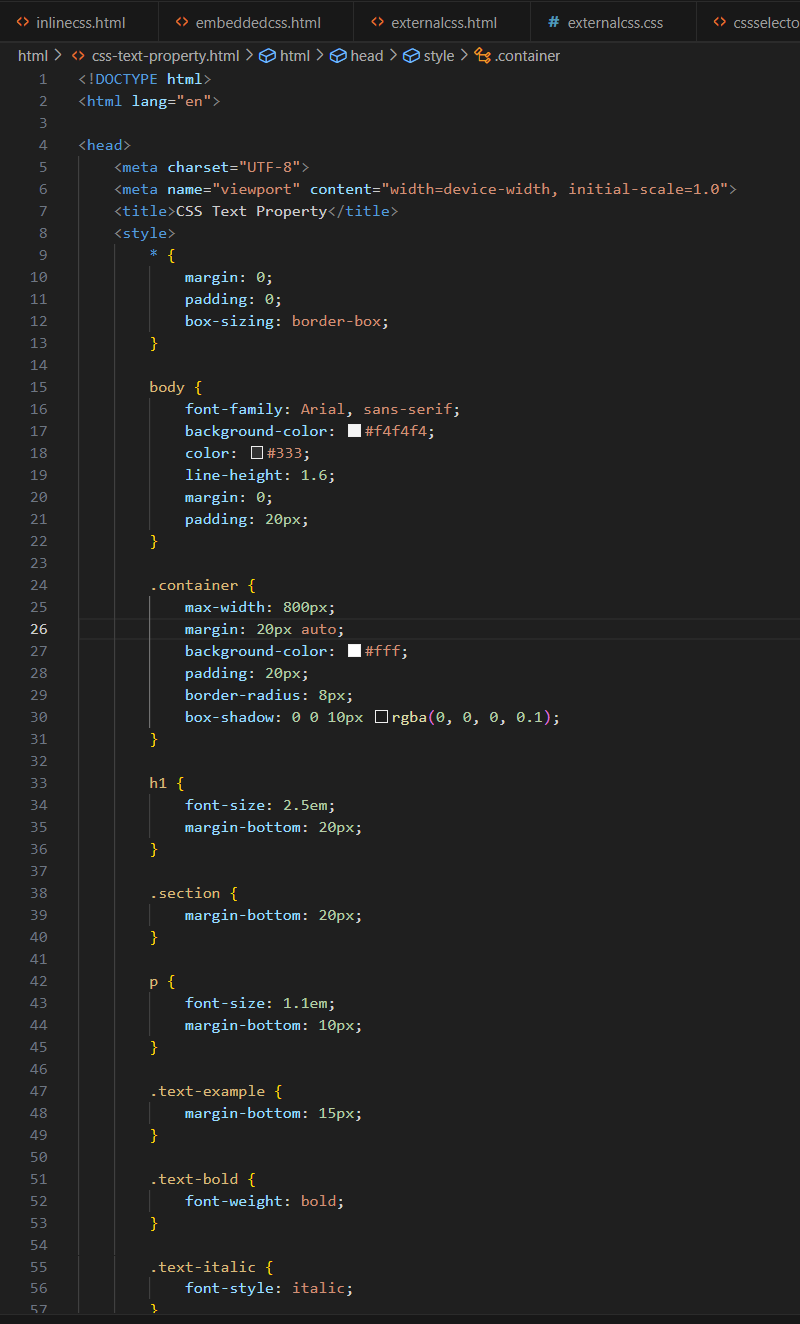 inlinecss.html embeddedcss.html externalcss.html # externalcss.css cssselecto
html > css-text-property.html > html > head > style > .container
1 <!DOCTYPE html>
2 <html lang="en">
3
4 <head>
5 <meta charset="UTF-8">
6 <meta name="viewport" content="width=device-width, initial-scale=1.0">
7 <title>CSS Text Property</title>
8 <style>
9 * {
10 margin: 0;
11 padding: 0;
12 box-sizing: border-box;
13 }
14
15 body {
16 font-family: Arial, sans-serif;
17 background-color: #f4f4f4;
18 color: #333;
19 line-height: 1.6;
20 margin: 0;
21 padding: 20px;
22 }
23
24 .container {
25 max-width: 800px;
26 margin: 20px auto;
27 background-color: #fff;
28 padding: 20px;
29 border-radius: 8px;
30 box-shadow: 0 0 10px rgba(0, 0, 0, 0.1);
31 }
32
33 h1 {
34 font-size: 2.5em;
35 margin-bottom: 20px;
36 }
37
38 .section {
39 margin-bottom: 20px;
40 }
41
42 p {
43 font-size: 1.1em;
44 margin-bottom: 10px;
45 }
46
47 .text-example {
48 margin-bottom: 15px;
49 }
50
51 .text-bold {
52 font-weight: bold;
53 }
54
55 .text-italic {
56 font-style: italic;
57 }